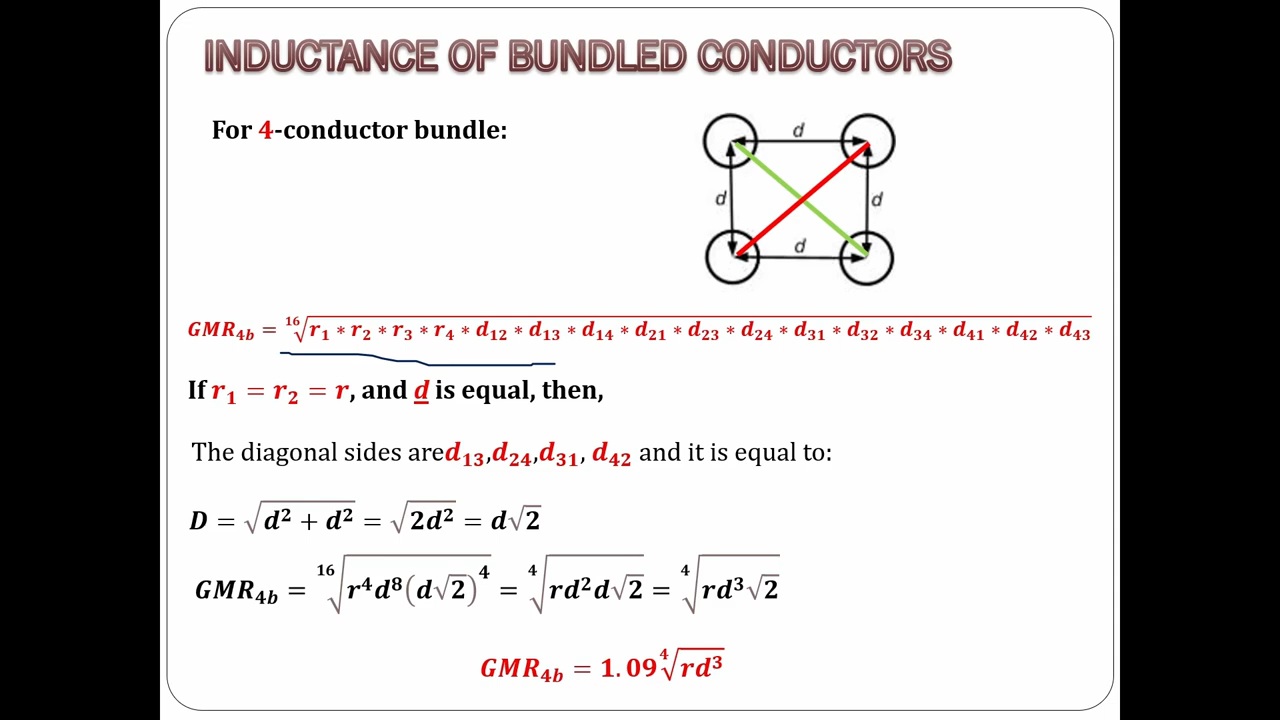 INDUCTANCE OF BUNDLED CONDUCTORS
For 4-conductor bundle:
d
d
d
d
GMR₄b = ¹⁶√(r₁ * r₂ * r₃ * r₄ * d₁₂ * d₁₃ * d₁₄ * d₂₁ * d₂₃ * d₂₄ * d₃₁ * d₃₂ * d₃₄ * d₄₁ * d₄₂ * d₄₃)
If r₁ = r₂ = r, and d is equal, then,
The diagonal sides are d₁₃,d₂₄,d₃₁, d₄₂ and it is equal to:
D = √(d² + d²) = √(2d²) = d√2
GMR₄b = ¹⁶√(r⁴d⁸(d√2)⁴) = ⁴√(rd²d√2) = ⁴√(rd³√2)
GMR₄b = 1.09⁴√(rd³)